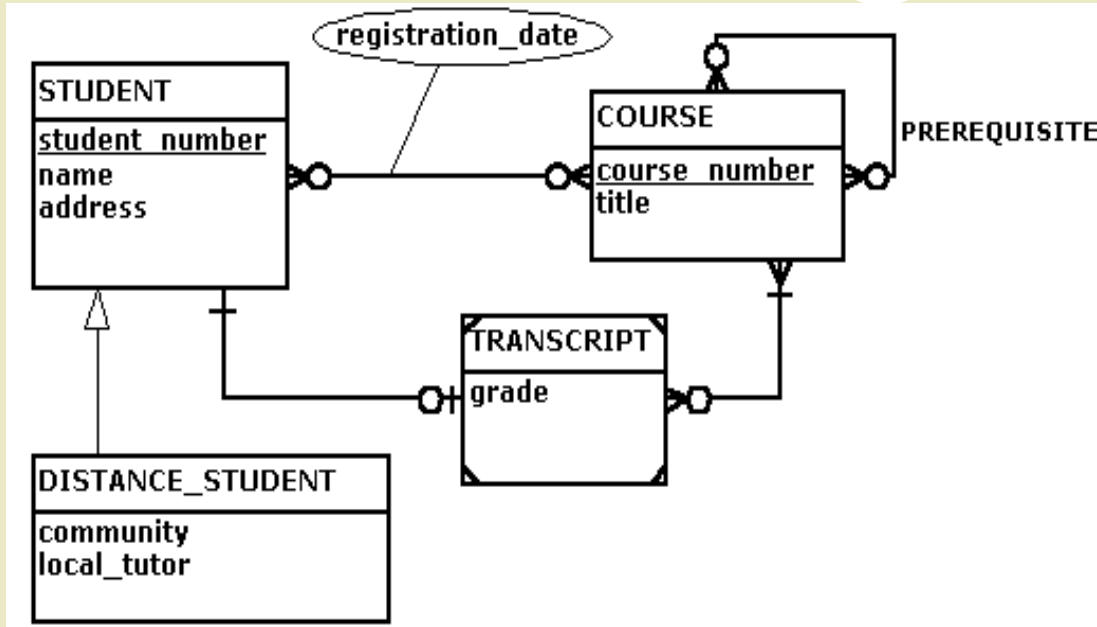 registration_date
STUDENT
student_number
name
address
COURSE
course_number
title
PREREQUISITE
TRANSCRIPT
grade
DISTANCE_STUDENT
community
local_tutor